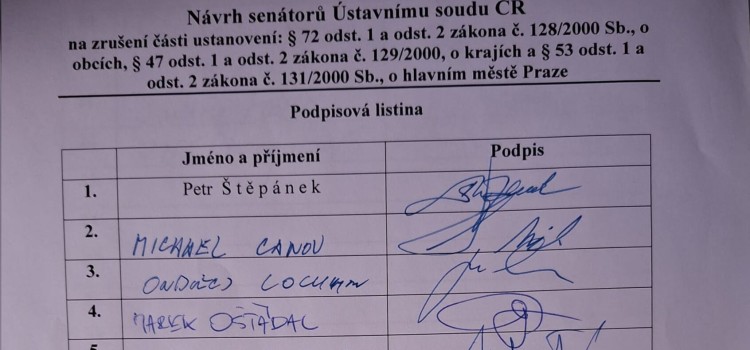 Návrh senátorů Ústavnímu soudu ČR
na zrušení části ustanovení: § 72 odst. 1 a odst. 2 zákona č. 128/2000 Sb., o
obcích, § 47 odst. 1 a odst. 2 zákona č. 129/2000, o krajích a § 53 odst. 1 a
odst. 2 zákona č. 131/2000 Sb., o hlavním městě Praze
Podpisová listina
Jméno a příjmení Podpis
1. Petr Štěpánek
2. MICHAEL CANOV
3. ONDŘEJ LOCHMAN
4. MAREK OŠŤÁDAL
5.